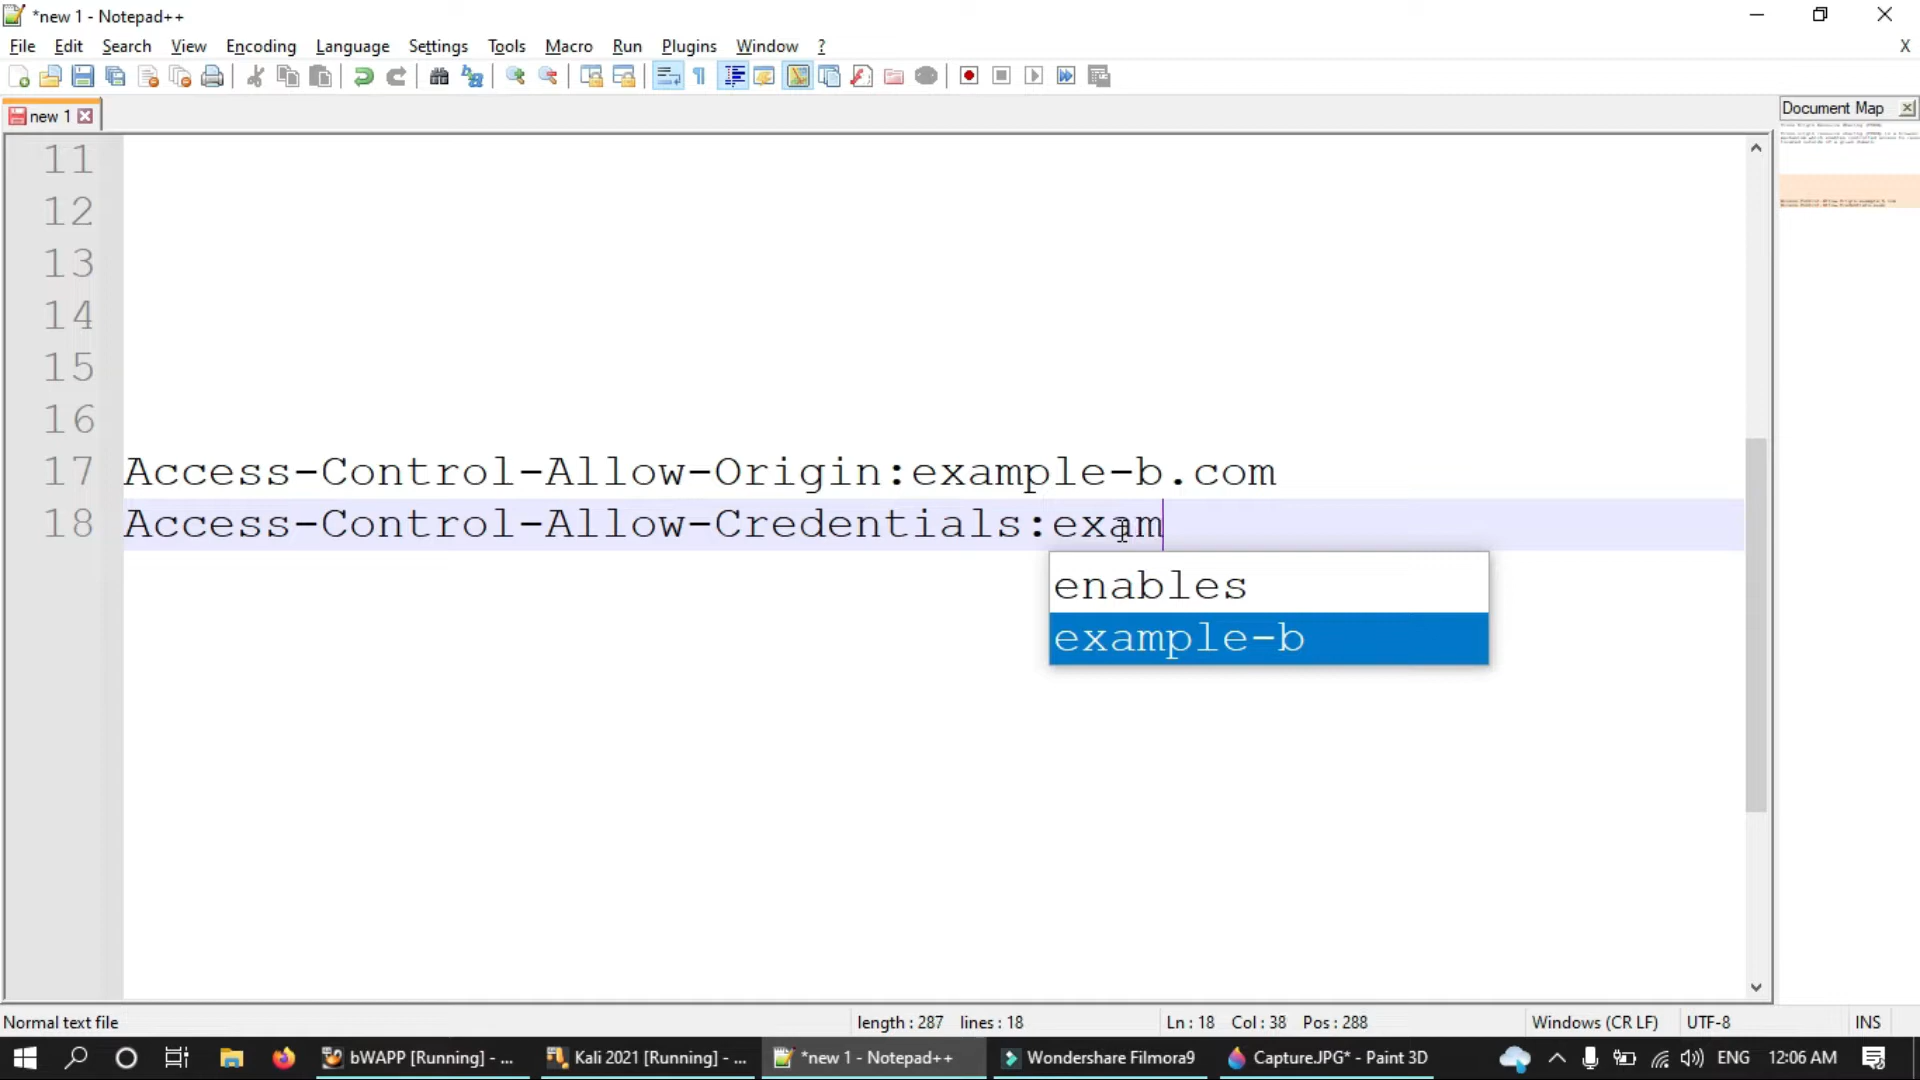 *new 1 - Notepad++
File Edit Search View Encoding Language Settings Tools Macro Run Plugins Window ? X
new 1
Document Map
11
12
13
14
15
16
17 Access-Control-Allow-Origin:example-b.com
18 Access-Control-Allow-Credentials:exam
enables
example-b
Normal text file length : 287 lines : 18 Ln : 18 Col : 38 Pos : 288 Windows (CR LF) UTF-8 INS
bWAPP [Running] - ... Kali 2021 [Running] - ... *new 1 - Notepad++ Wondershare Filmora9 CaptureJPG* - Paint 3D ENG 12:06 AM